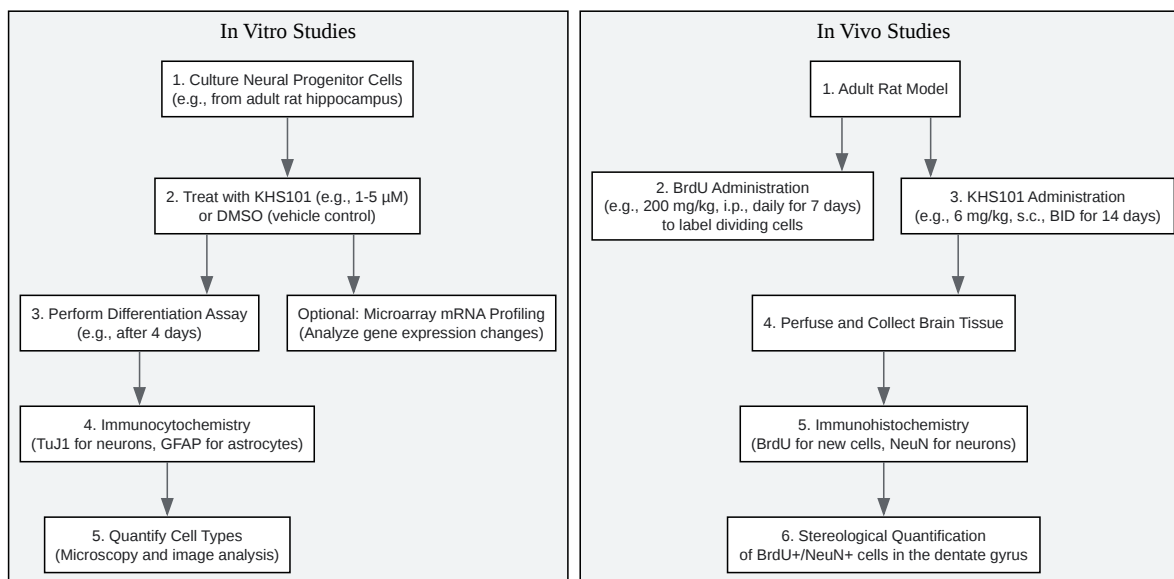 In Vitro Studies
1. Culture Neural Progenitor Cells
(e.g., from adult rat hippocampus)
2. Treat with KHS101 (e.g., 1-5 µM)
or DMSO (vehicle control)
3. Perform Differentiation Assay
(e.g., after 4 days)
Optional: Microarray mRNA Profiling
(Analyze gene expression changes)
4. Immunocytochemistry
(TuJ1 for neurons, GFAP for astrocytes)
5. Quantify Cell Types
(Microscopy and image analysis)
In Vivo Studies
1. Adult Rat Model
2. BrdU Administration
(e.g., 200 mg/kg, i.p., daily for 7 days)
to label dividing cells
3. KHS101 Administration
(e.g., 6 mg/kg, s.c., BID for 14 days)
4. Perfuse and Collect Brain Tissue
5. Immunohistochemistry
(BrdU for new cells, NeuN for neurons)
6. Stereological Quantification
of BrdU+/NeuN+ cells in the dentate gyrus